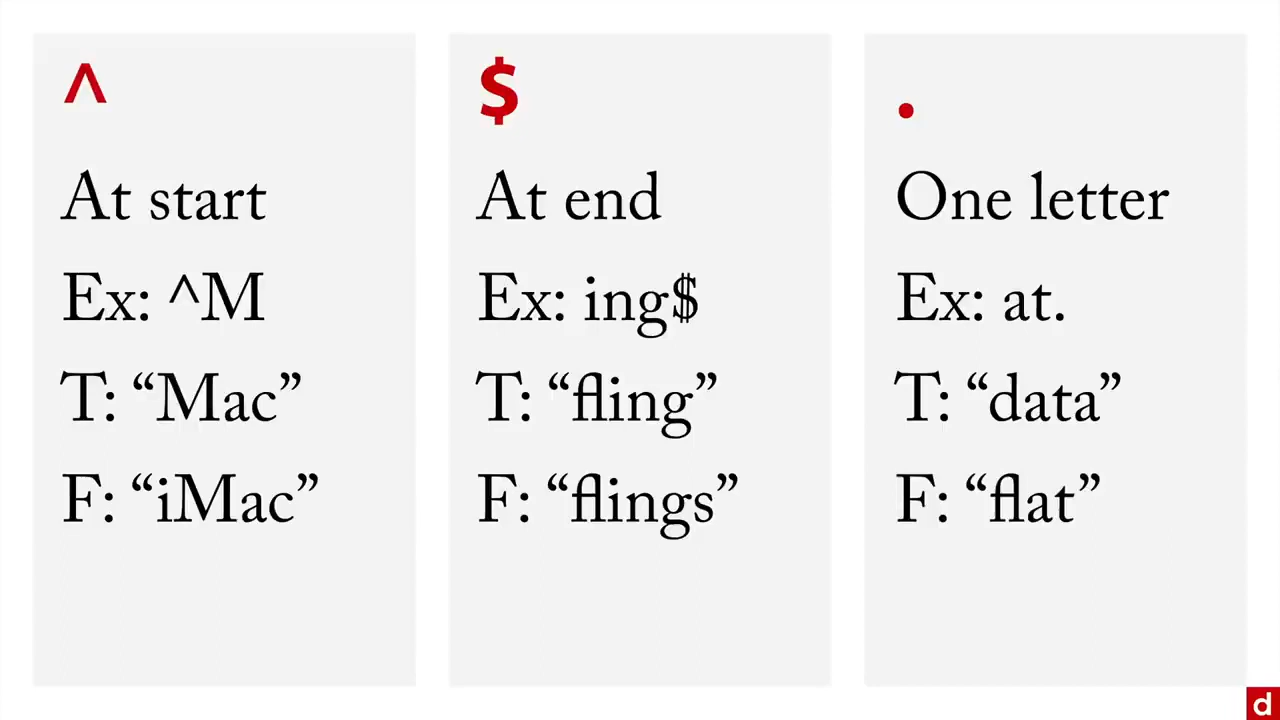 ^
At start
Ex: ^M
T: “Mac”
F: “iMac”
$
At end
Ex: ing$
T: “fling”
F: “flings”
.
One letter
Ex: at.
T: “data”
F: “flat”
d